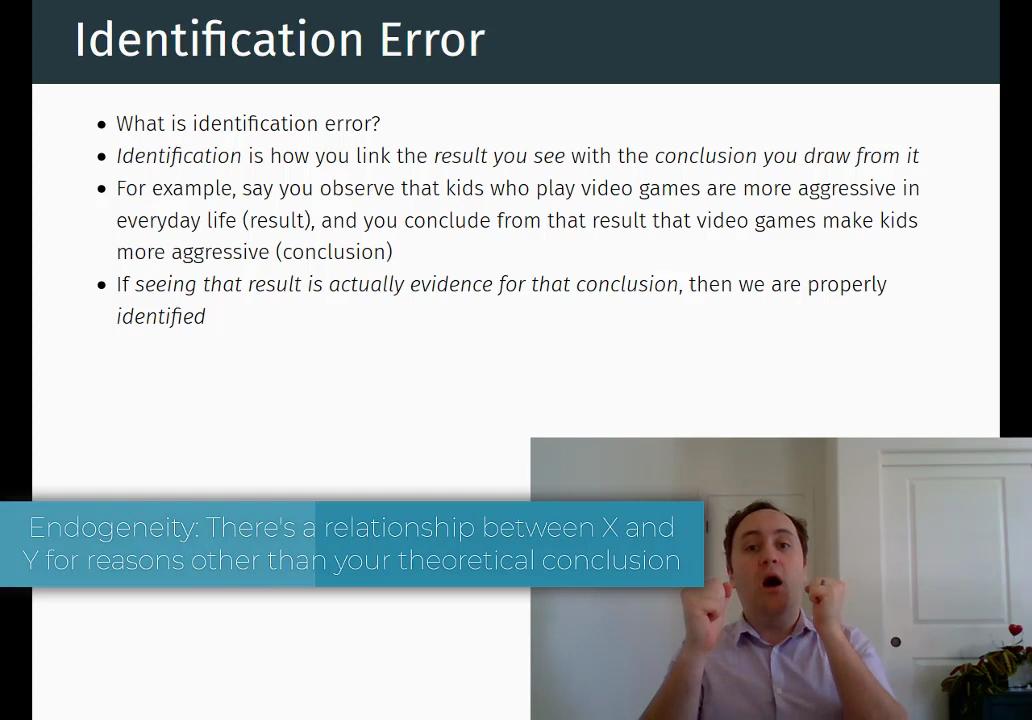 Identification Error
• What is identification error?
• Identification is how you link the result you see with the conclusion you draw from it
• For example, say you observe that kids who play video games are more aggressive in
everyday life (result), and you conclude from that result that video games make kids
more aggressive (conclusion)
• If seeing that result is actually evidence for that conclusion, then we are properly
identified
Endogeneity: There's a relationship between X and
Y for reasons other than your theoretical conclusion